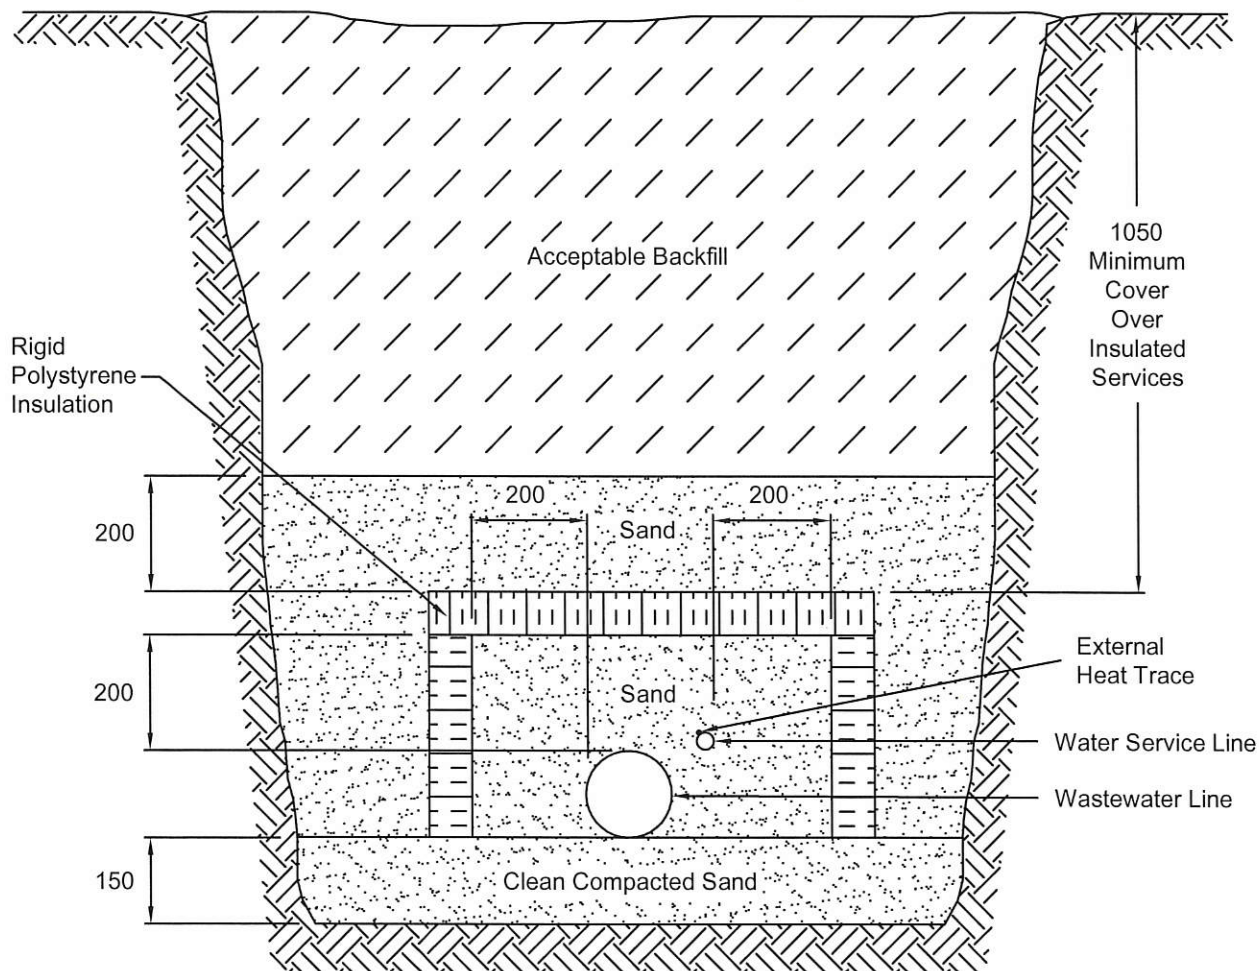 Acceptable Backfill
1050
Minimum
Cover
Over
Insulated
Services
Rigid
Polystyrene
Insulation
200
200
200
Sand
200
Sand
External
Heat Trace
Water Service Line
Wastewater Line
150
Clean Compacted Sand